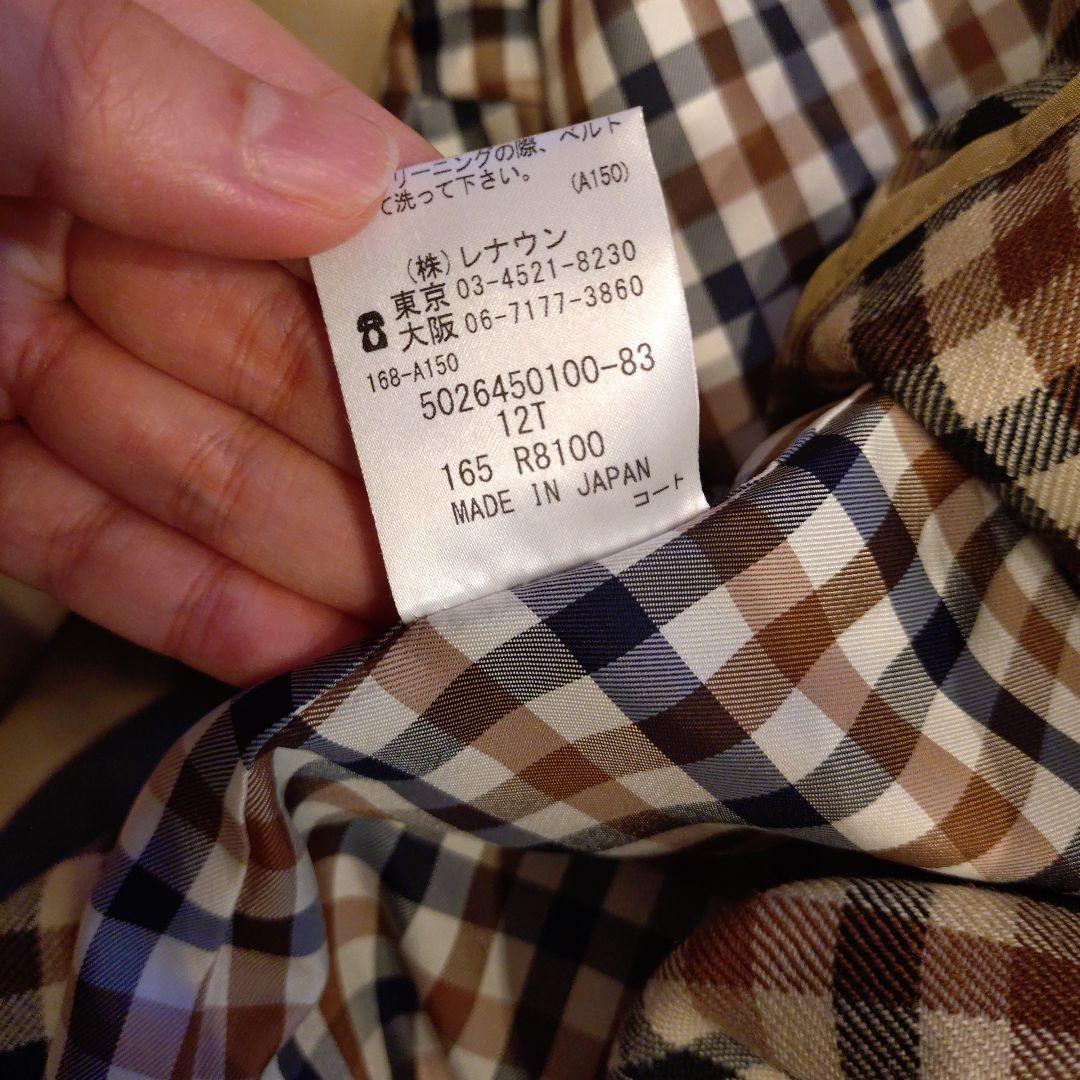 リーニングの際、ベルト
て洗って下さい。 (A150)
(株)レナウン
東京 03-4521-8230
大阪 06-7177-3860
168-A150
5026450100-83
12T
165 R8100
MADE IN JAPAN
コート